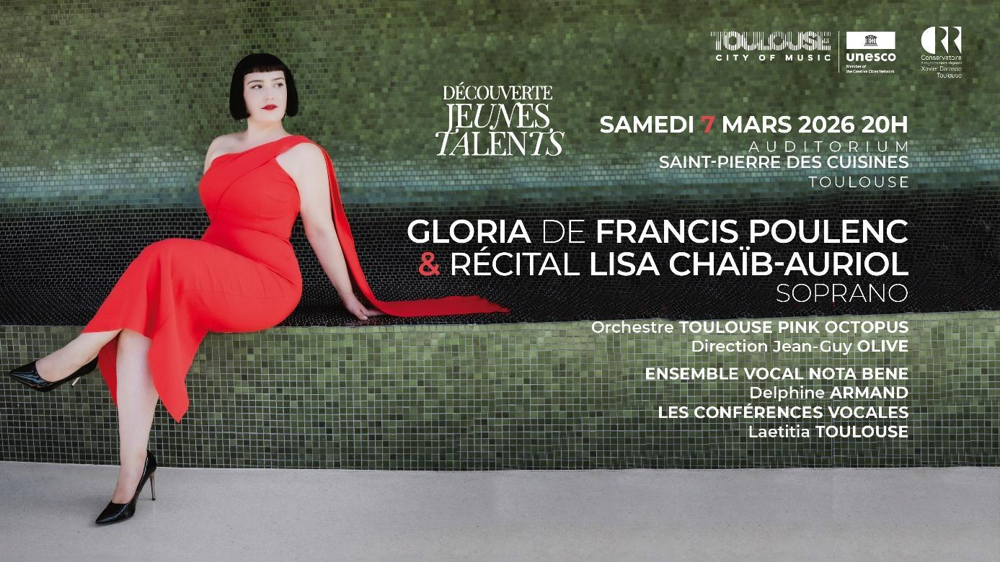 TOULOUSE
CITY OF MUSIC
unesco
Member of
the Creative Cities Network
CRR
Conservatoire
à rayonnement régional
Xavier Darasse
Toulouse
DÉCOUVERTE
JEUNES
TALENTS
SAMEDI 7 MARS 2026 20H
AUDITORIUM
SAINT-PIERRE DES CUISINES
TOULOUSE
GLORIA DE FRANCIS POULENC
& RÉCITAL LISA CHAÏB-AURIOL
SOPRANO
Orchestre TOULOUSE PINK OCTOPUS
Direction Jean-Guy OLIVE
ENSEMBLE VOCAL NOTA BENE
Delphine ARMAND
LES CONFÉRENCES VOCALES
Laetitia TOULOUSE